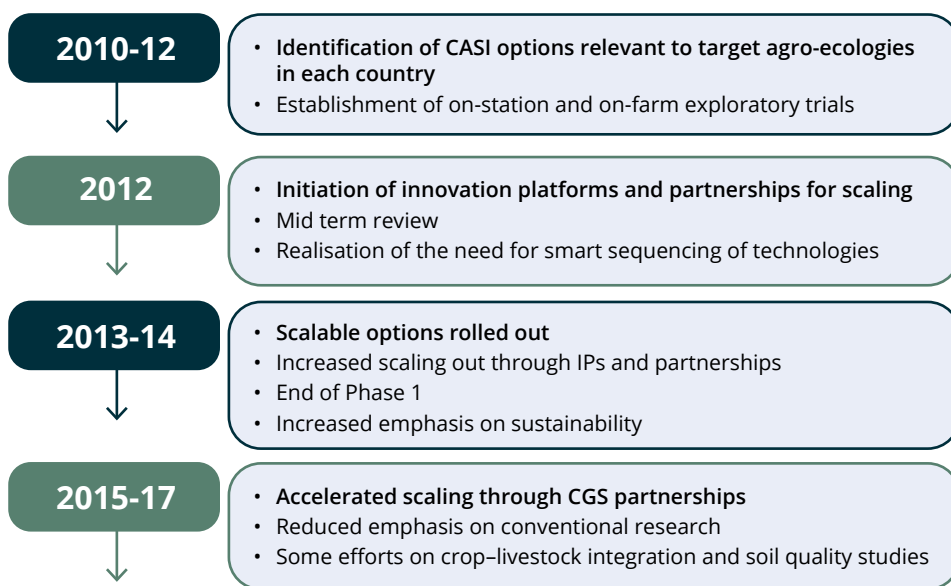 2010-12
• Identification of CASI options relevant to target agro-ecologies
in each country
• Establishment of on-station and on-farm exploratory trials
2012
• Initiation of innovation platforms and partnerships for scaling
• Mid term review
• Realisation of the need for smart sequencing of technologies
2013-14
• Scalable options rolled out
• Increased scaling out through IPs and partnerships
• End of Phase 1
• Increased emphasis on sustainability
2015-17
• Accelerated scaling through CGS partnerships
• Reduced emphasis on conventional research
• Some efforts on crop–livestock integration and soil quality studies